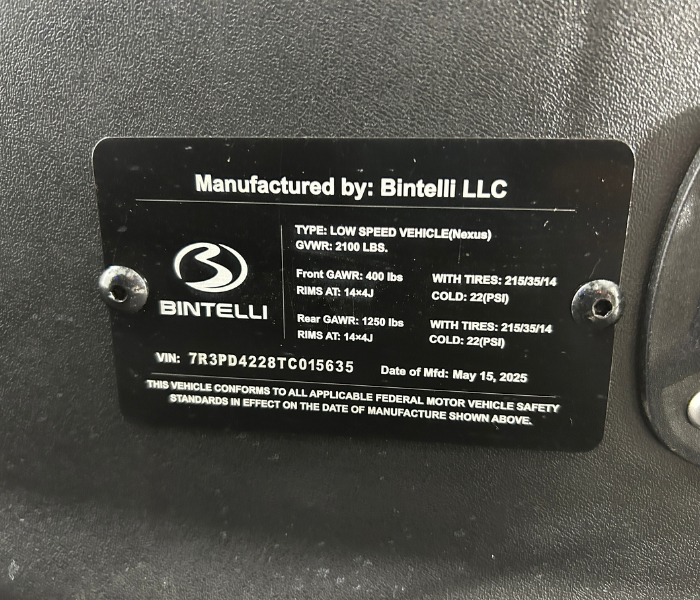 Manufactured by: Bintelli LLC
TYPE: LOW SPEED VEHICLE(Nexus)
GVWR: 2100 LBS.
Front GAWR: 400 lbs WITH TIRES: 215/35/14
RIMS AT: 14×4J COLD: 22(PSI)
BINTELLI
Rear GAWR: 1250 lbs WITH TIRES: 215/35/14
RIMS AT: 14×4J COLD: 22(PSI)
VIN: 7R3PD4228TC015635 Date of Mfd: May 15, 2025
THIS VEHICLE CONFORMS TO ALL APPLICABLE FEDERAL MOTOR VEHICLE SAFETY
STANDARDS IN EFFECT ON THE DATE OF MANUFACTURE SHOWN ABOVE.